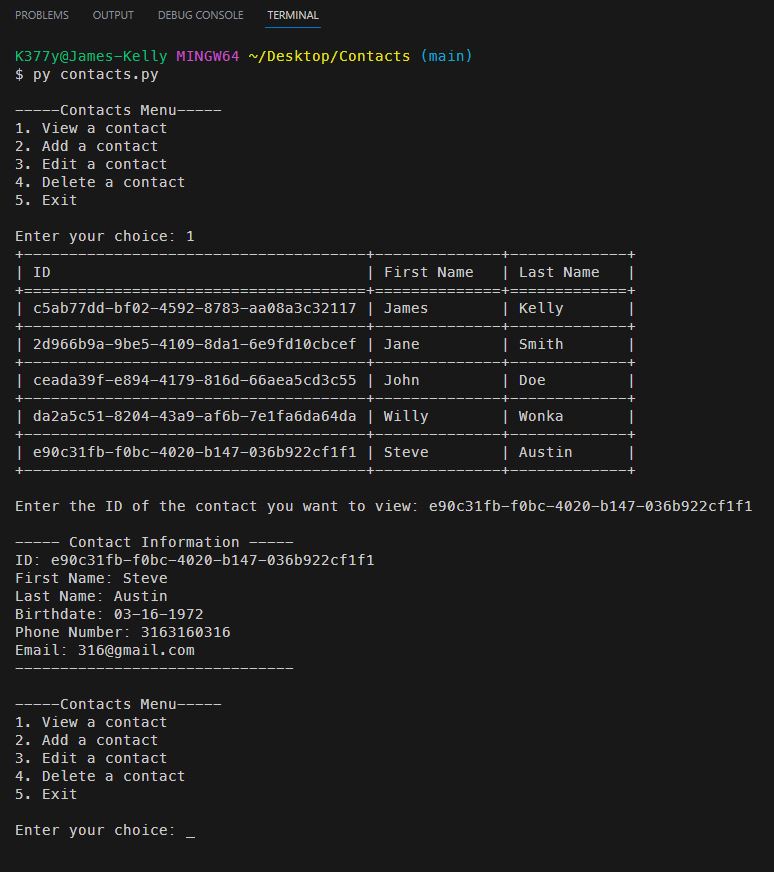 PROBLEMS OUTPUT DEBUG CONSOLE TERMINAL
K377y@James-Kelly MINGW64 ~/Desktop/Contacts (main)
$ py contacts.py
-----Contacts Menu-----
1. View a contact
2. Add a contact
3. Edit a contact
4. Delete a contact
5. Exit
Enter your choice: 1
+--------------------------------------+--------------+-------------+
| ID                                   | First Name   | Last Name   |
+======================================+==============+=============+
| c5ab77dd-bf02-4592-8783-aa08a3c32117 | James        | Kelly       |
+--------------------------------------+--------------+-------------+
| 2d966b9a-9be5-4109-8da1-6e9fd10cbcef | Jane         | Smith       |
+--------------------------------------+--------------+-------------+
| ceada39f-e894-4179-816d-66aea5cd3c55 | John         | Doe         |
+--------------------------------------+--------------+-------------+
| da2a5c51-8204-43a9-af6b-7e1fa6da64da | Willy        | Wonka       |
+--------------------------------------+--------------+-------------+
| e90c31fb-f0bc-4020-b147-036b922cf1f1 | Steve        | Austin      |
+--------------------------------------+--------------+-------------+
Enter the ID of the contact you want to view: e90c31fb-f0bc-4020-b147-036b922cf1f1
----- Contact Information -----
ID: e90c31fb-f0bc-4020-b147-036b922cf1f1
First Name: Steve
Last Name: Austin
Birthdate: 03-16-1972
Phone Number: 3163160316
Email: 316@gmail.com
-------------------------------
-----Contacts Menu-----
1. View a contact
2. Add a contact
3. Edit a contact
4. Delete a contact
5. Exit
Enter your choice: _